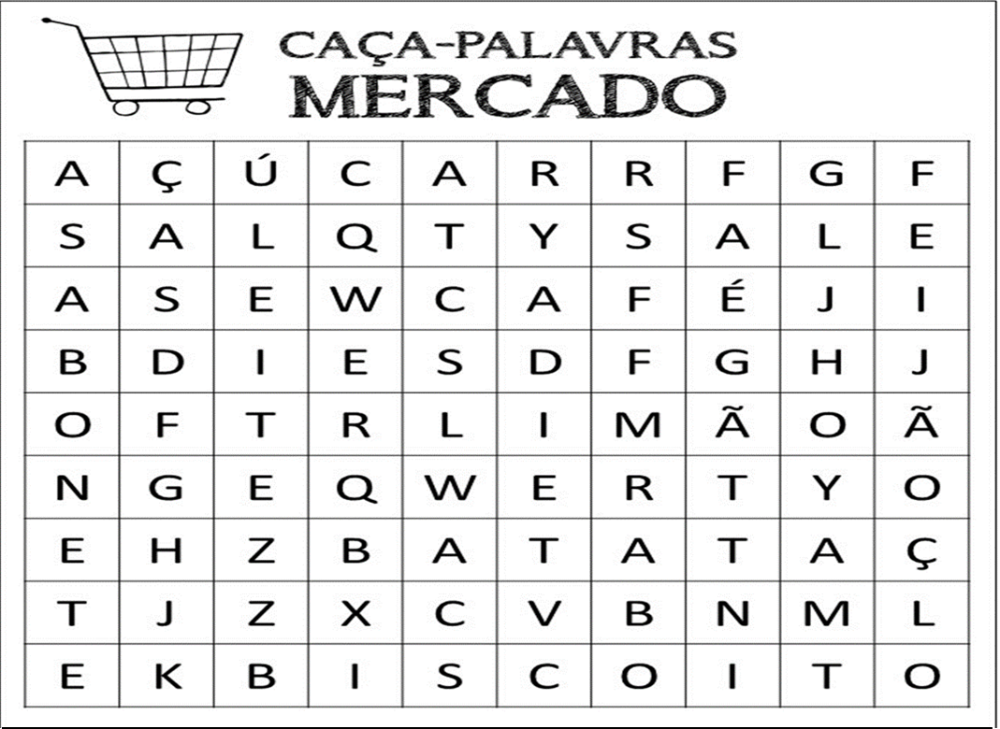 CAÇA-PALAVRAS
MERCADO
A Ç Ú C A R R F G F
S A L Q T Y S A L E
A S E W C A F É J I
B D I E S D F G H J
O F T R L I M Ã O Ã
N G E Q W E R T Y O
E H Z B A T A T A Ç
T J Z X C V B N M L
E K B I S C O I T O